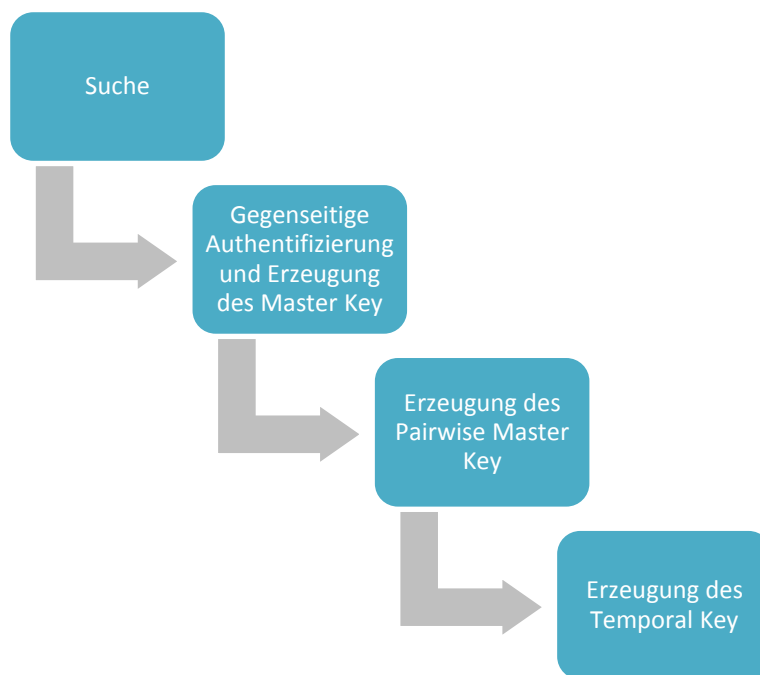 Suche
Gegenseitige
Authentifizierung
und Erzeugung
des Master Key
Erzeugung des
Pairwise Master
Key
Erzeugung des
Temporal Key